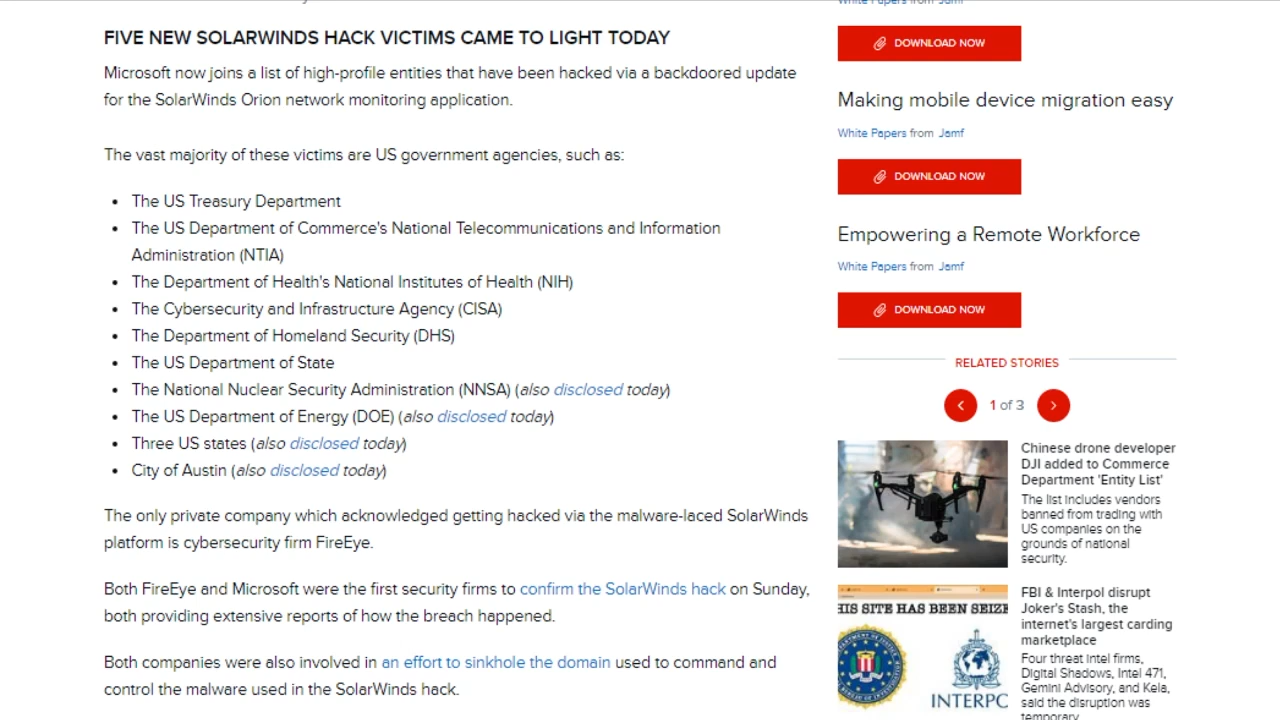 FIVE NEW SOLARWINDS HACK VICTIMS CAME TO LIGHT TODAY
Microsoft now joins a list of high-profile entities that have been hacked via a backdoored update
for the SolarWinds Orion network monitoring application.
The vast majority of these victims are US government agencies, such as:
• The US Treasury Department
• The US Department of Commerce's National Telecommunications and Information
Administration (NTIA)
• The Department of Health's National Institutes of Health (NIH)
• The Cybersecurity and Infrastructure Agency (CISA)
• The Department of Homeland Security (DHS)
• The US Department of State
• The National Nuclear Security Administration (NNSA) (also disclosed today)
• The US Department of Energy (DOE) (also disclosed today)
• Three US states (also disclosed today)
• City of Austin (also disclosed today)
The only private company which acknowledged getting hacked via the malware-laced SolarWinds
platform is cybersecurity firm FireEye.
Both FireEye and Microsoft were the first security firms to confirm the SolarWinds hack on Sunday,
both providing extensive reports of how the breach happened.
Both companies were also involved in an effort to sinkhole the domain used to command and
control the malware used in the SolarWinds hack.
White Papers from Jamf
DOWNLOAD NOW
Making mobile device migration easy
White Papers from Jamf
DOWNLOAD NOW
Empowering a Remote Workforce
White Papers from Jamf
DOWNLOAD NOW
RELATED STORIES
1 of 3
Chinese drone developer
DJI added to Commerce
Department 'Entity List'
The list includes vendors
banned from trading with
US companies on the
grounds of national
security.
HIS SITE HAS BEEN SEIZE
INTERPO
FBI & Interpol disrupt
Joker's Stash, the
internet's largest carding
marketplace
Four threat intel firms,
Digital Shadows, Intel 471,
Gemini Advisory, and Kela,
said the disruption was
temporary